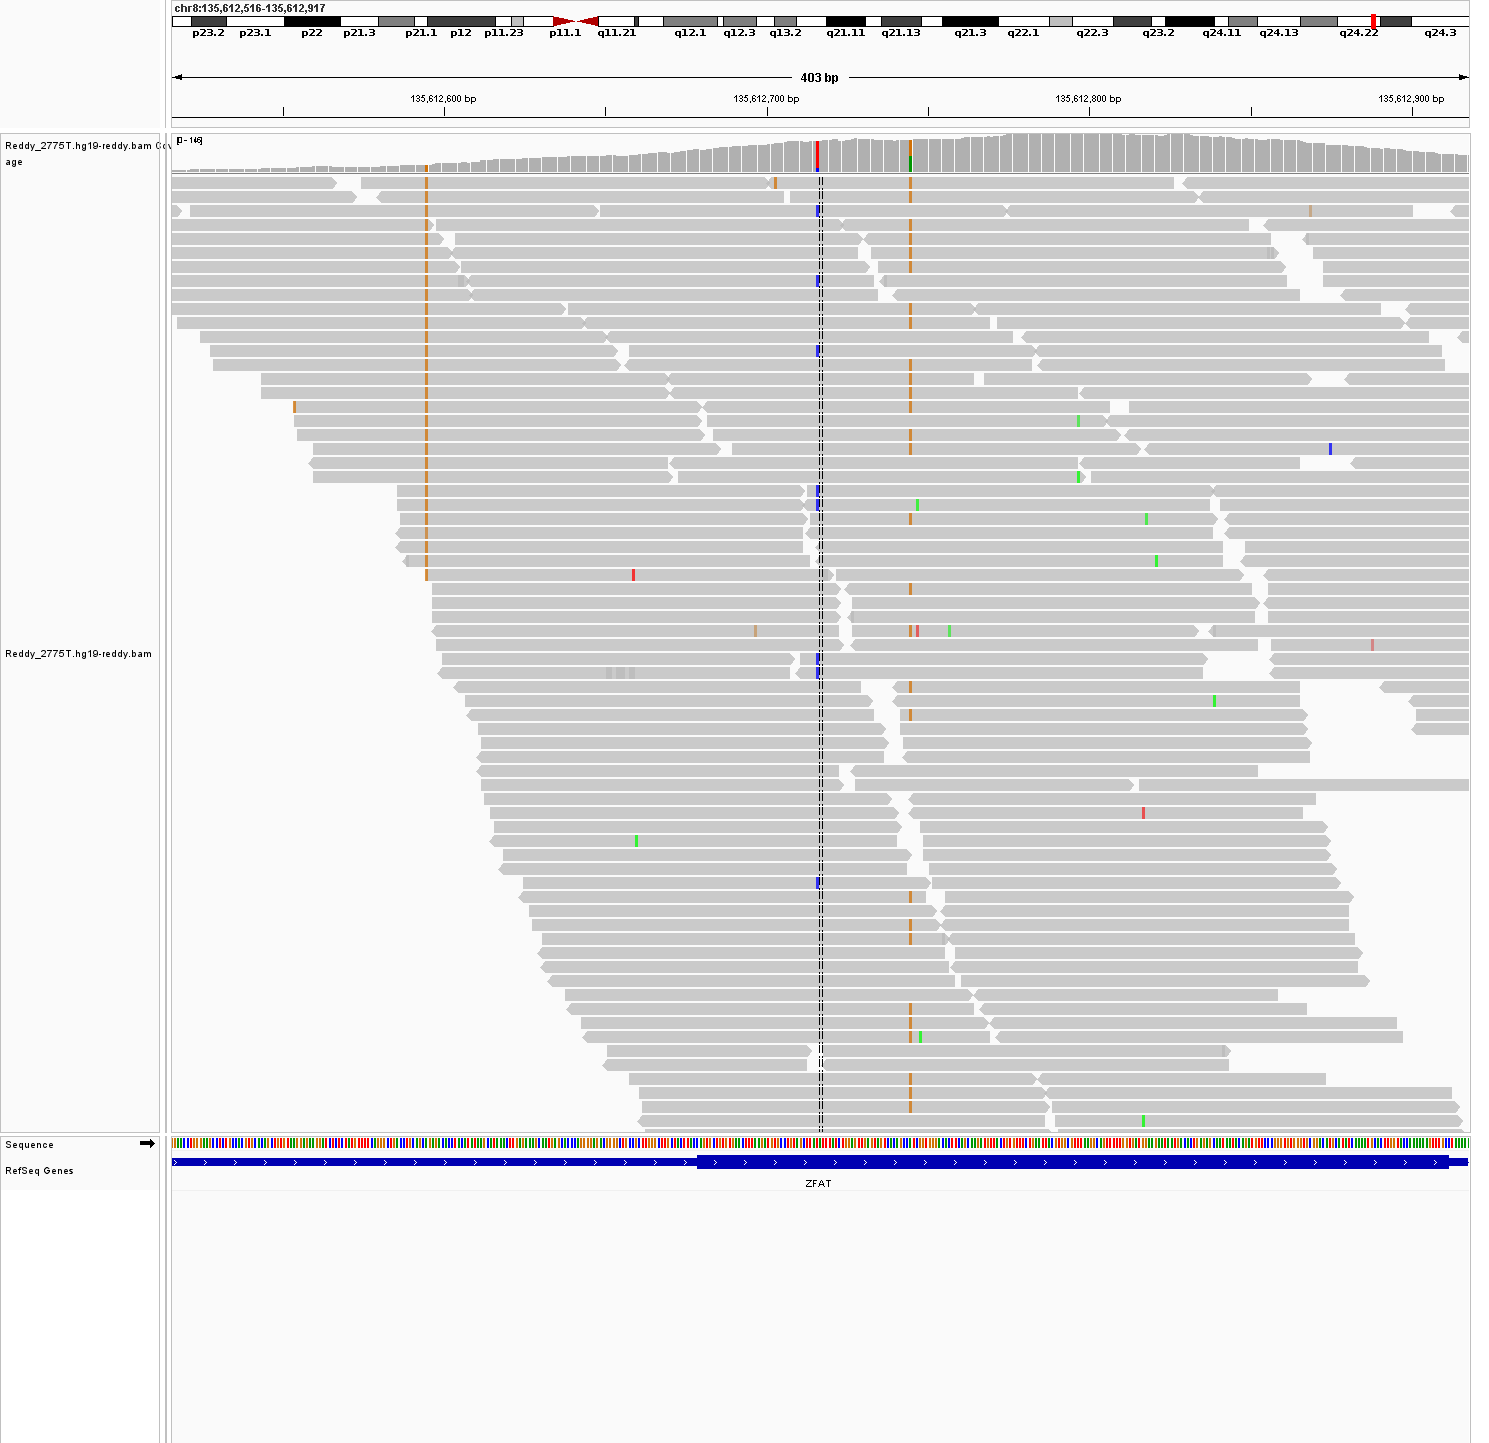 chr8:135,612,516-135,612,917
p23.2 p23.1 p22 p21.3 p21.1 p12 p11.23 p11.1 q11.21 q12.1 q12.3 q13.2 q21.11 q21.13 q21.3 q22.1 q22.3 q23.2 q24.11 q24.13 q24.22 q24.3
403 bp
135,612,600 bp 135,612,700 bp 135,612,800 bp 135,612,900 bp
[0 - 146]
Reddy_2775T.hg19-reddy.bam Cov
age
Reddy_2775T.hg19-reddy.bam
Sequence
RefSeq Genes
ZFAT